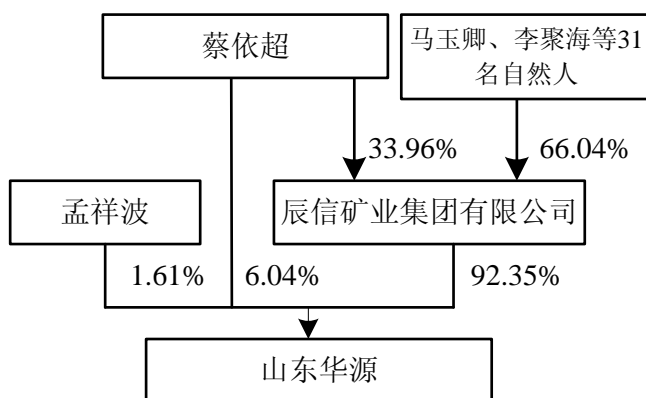 蔡依超
马玉卿、李聚海等31
名自然人
33.96%
66.04%
孟祥波
辰信矿业集团有限公司
1.61%
6.04%
92.35%
山东华源